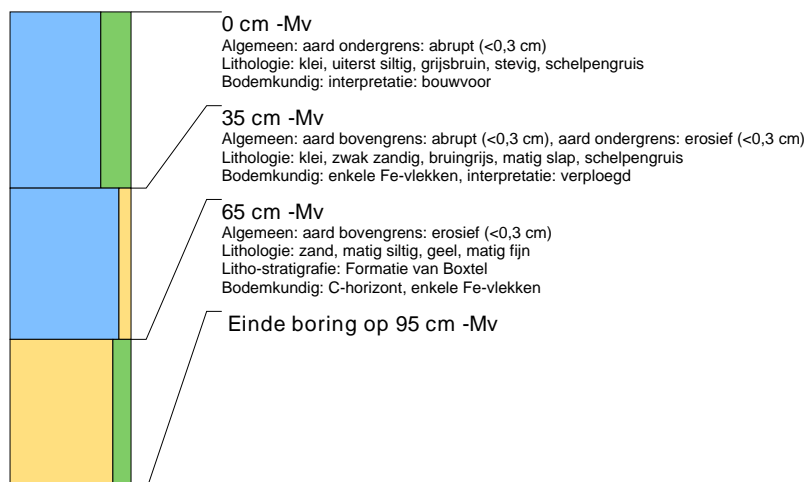 0 cm -Mv
Algemeen: aard ondergrens: abrupt (<0,3 cm)
Lithologie: klei, uiterst siltig, grijsbruin, stevig, schelpengruis
Bodemkundig: interpretatie: bouwvoor
35 cm -Mv
Algemeen: aard bovengrens: abrupt (<0,3 cm), aard ondergrens: erosief (<0,3 cm)
Lithologie: klei, zwak zandig, bruingrijs, matig slap, schelpengruis
Bodemkundig: enkele Fe-vlekken, interpretatie: verploegd
65 cm -Mv
Algemeen: aard bovengrens: erosief (<0,3 cm)
Lithologie: zand, matig siltig, geel, matig fijn
Litho-stratigrafie: Formatie van Boxtel
Bodemkundig: C-horizont, enkele Fe-vlekken
Einde boring op 95 cm -Mv